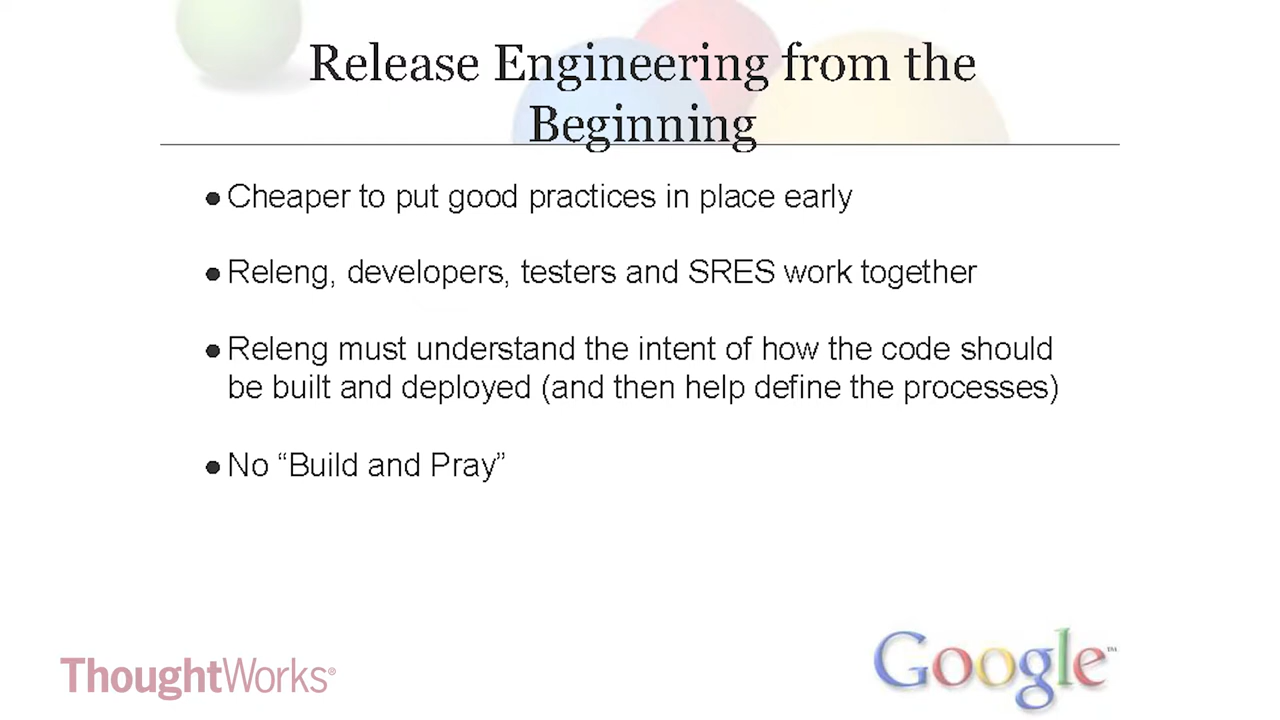 Release Engineering from the
Beginning
● Cheaper to put good practices in place early
● Releng, developers, testers and SRES work together
● Releng must understand the intent of how the code should
be built and deployed (and then help define the processes)
● No “Build and Pray”
ThoughtWorks®
Google™